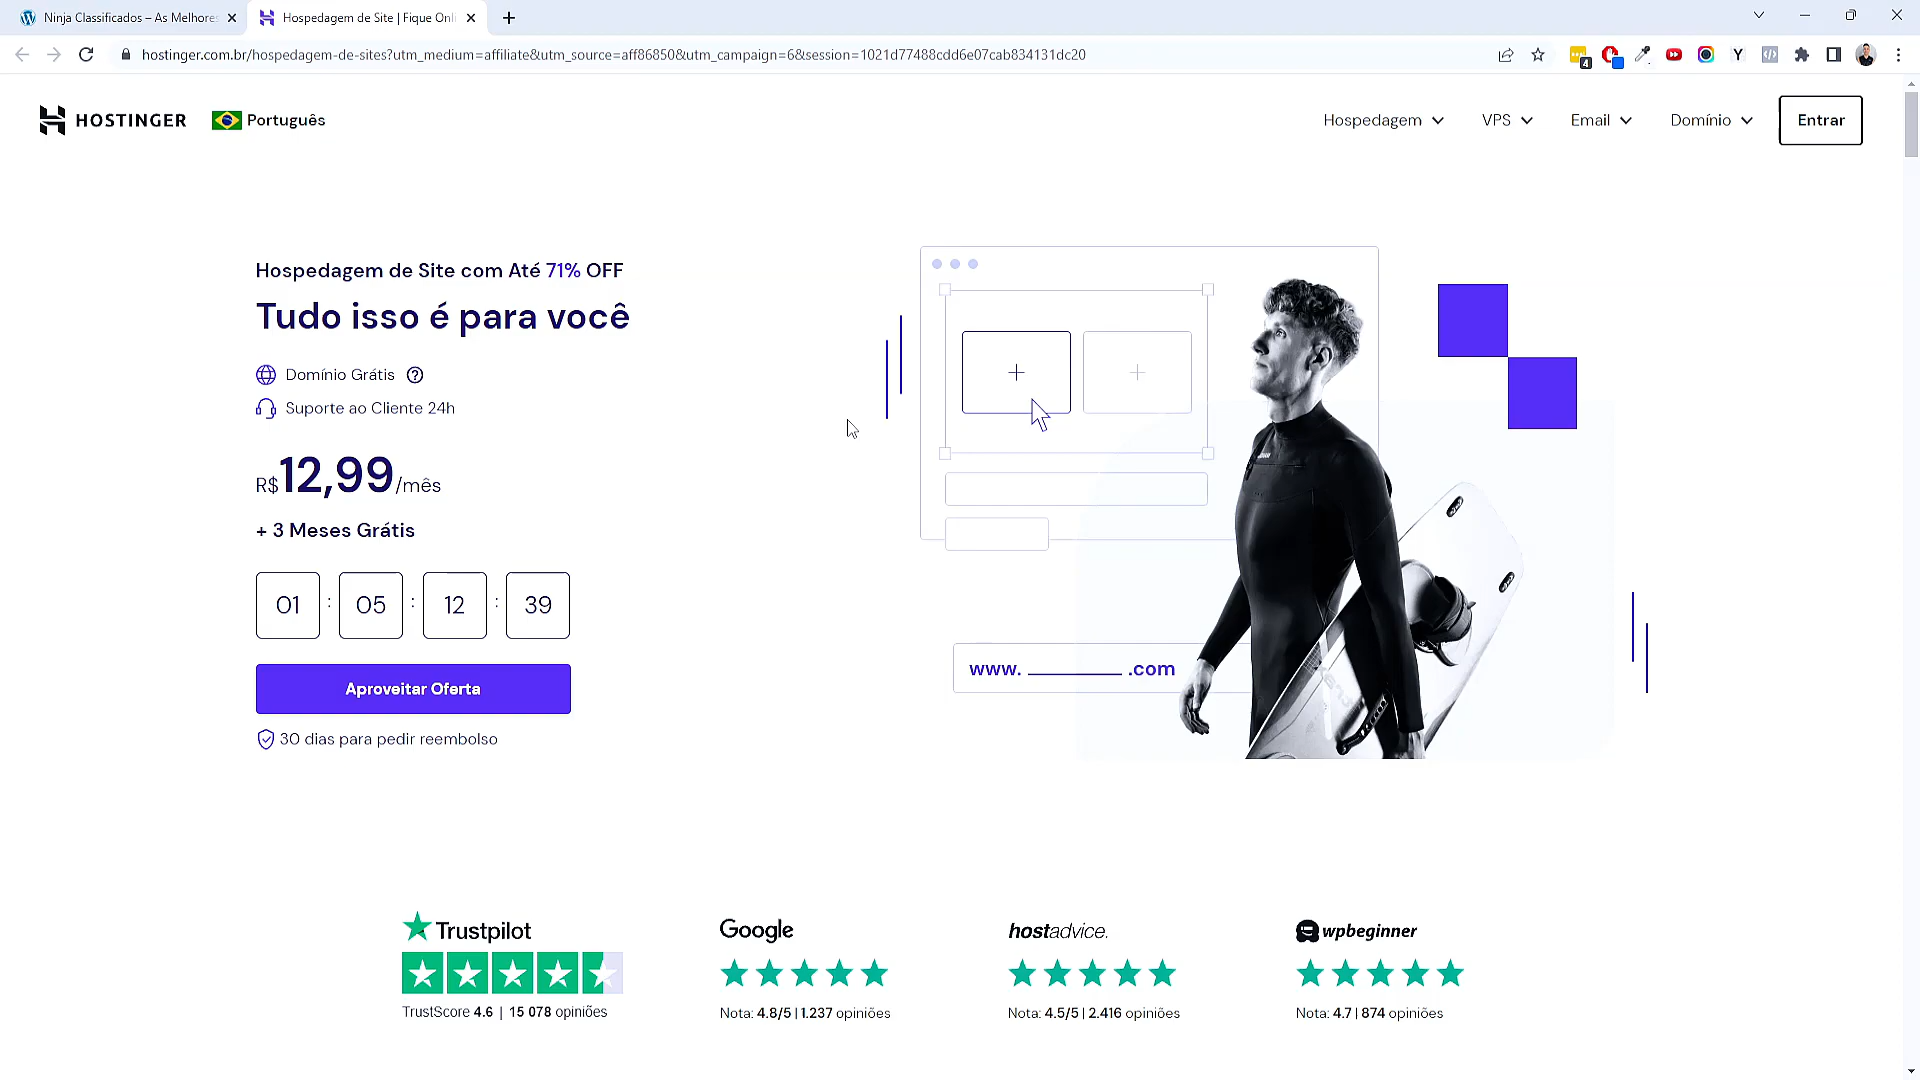 Ninja Classificados – As Melhores
Hospedagem de Site | Fique Onli
hostinger.com.br/hospedagem-de-sites?utm_medium=affiliate&utm_source=aff86850&utm_campaign=6&session=1021d77488cdd6e07cab834131dc20
4
Y
HOSTINGER
Português
Hospedagem
VPS
Email
Domínio
Entrar
Hospedagem de Site com Até 71% OFF
Tudo isso é para você
Domínio Grátis
Suporte ao Cliente 24h
R$12,99/mês
+ 3 Meses Grátis
01 : 05 : 12 : 39
Aproveitar Oferta
30 dias para pedir reembolso
www. ________ .com
Trustpilot
TrustScore 4.6 | 15 078 opiniões
Google
Nota: 4.8/5 | 1.237 opiniões
hostadvice.
Nota: 4.5/5 | 2.416 opiniões
wpbeginner
Nota: 4.7 | 874 opiniões